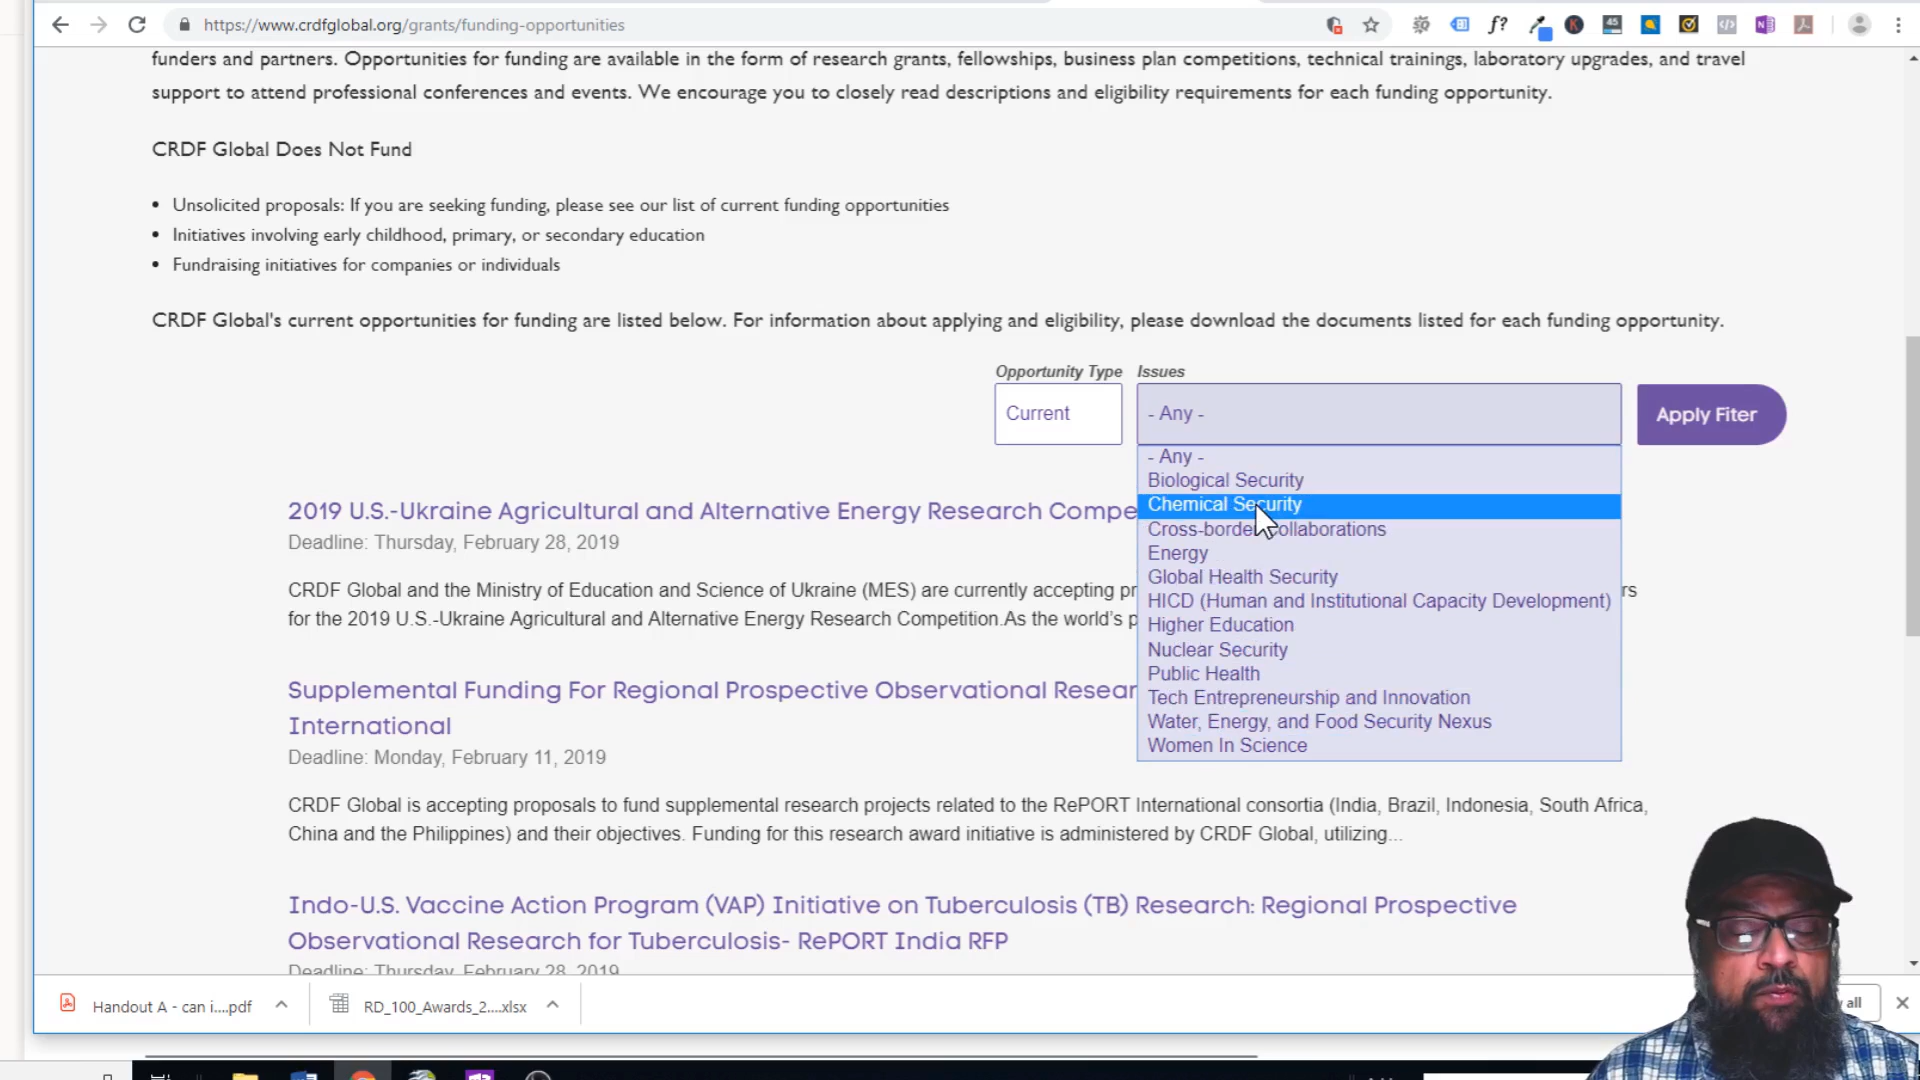 https://www.crdfglobal.org/grants/funding-opportunities
f?
K
45
funders and partners. Opportunities for funding are available in the form of research grants, fellowships, business plan competitions, technical trainings, laboratory upgrades, and travel
support to attend professional conferences and events. We encourage you to closely read descriptions and eligibility requirements for each funding opportunity.
CRDF Global Does Not Fund
• Unsolicited proposals: If you are seeking funding, please see our list of current funding opportunities
• Initiatives involving early childhood, primary, or secondary education
• Fundraising initiatives for companies or individuals
CRDF Global's current opportunities for funding are listed below. For information about applying and eligibility, please download the documents listed for each funding opportunity.
Opportunity Type Issues
Current - Any - Apply Fiter
- Any -
Biological Security
Chemical Security
Cross-border Collaborations
Energy
Global Health Security
HICD (Human and Institutional Capacity Development)
Higher Education
Nuclear Security
Public Health
Tech Entrepreneurship and Innovation
Water, Energy, and Food Security Nexus
Women In Science
2019 U.S.-Ukraine Agricultural and Alternative Energy Research Compe
Deadline: Thursday, February 28, 2019
CRDF Global and the Ministry of Education and Science of Ukraine (MES) are currently accepting pr rs
for the 2019 U.S.-Ukraine Agricultural and Alternative Energy Research Competition.As the world's p
Supplemental Funding For Regional Prospective Observational Resear
International
Deadline: Monday, February 11, 2019
CRDF Global is accepting proposals to fund supplemental research projects related to the RePORT International consortia (India, Brazil, Indonesia, South Africa,
China and the Philippines) and their objectives. Funding for this research award initiative is administered by CRDF Global, utilizing...
Indo-U.S. Vaccine Action Program (VAP) Initiative on Tuberculosis (TB) Research: Regional Prospective
Observational Research for Tuberculosis- RePORT India RFP
Deadline: Thursday, February 28, 2019
Handout A - can i....pdf RD_100_Awards_2....xlsx all